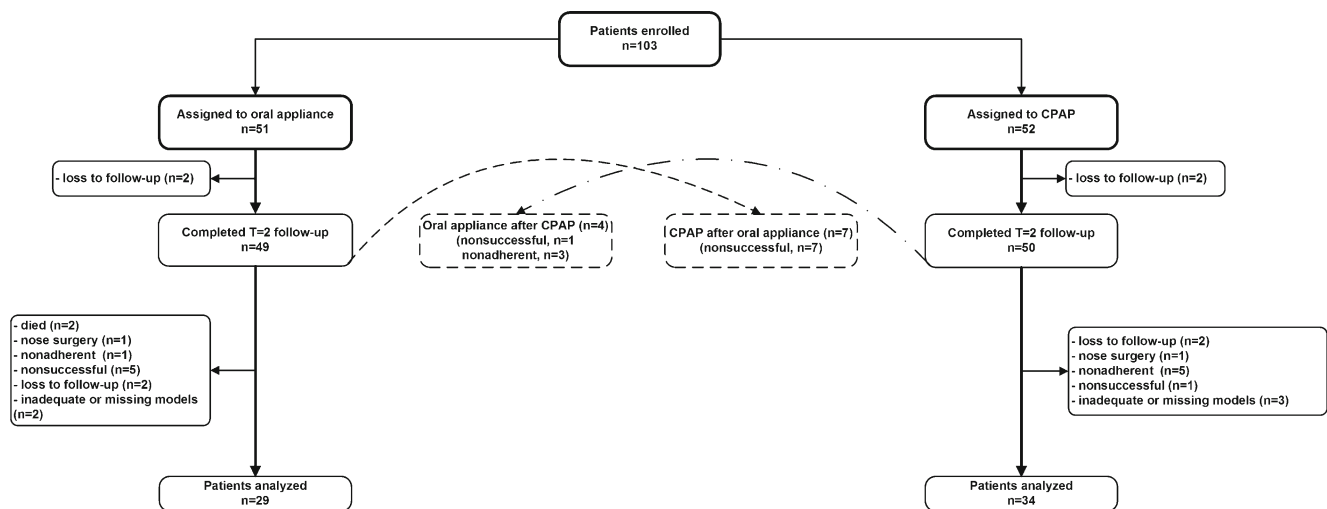 Patients enrolled
n=103
Assigned to oral appliance
n=51
Assigned to CPAP
n=52
- loss to follow-up (n=2)
- loss to follow-up (n=2)
Completed T=2 follow-up
n=49
Oral appliance after CPAP (n=4)
(nonsuccessful, n=1
nonadherent, n=3)
CPAP after oral appliance (n=7)
(nonsuccessful, n=7)
Completed T=2 follow-up
n=50
- died (n=2)
- nose surgery (n=1)
- nonadherent (n=1)
- nonsuccessful (n=5)
- loss to follow-up (n=2)
- inadequate or missing models
(n=2)
- loss to follow-up (n=2)
- nose surgery (n=1)
- nonadherent (n=5)
- nonsuccessful (n=1)
- inadequate or missing models (n=3)
Patients analyzed
n=29
Patients analyzed
n=34